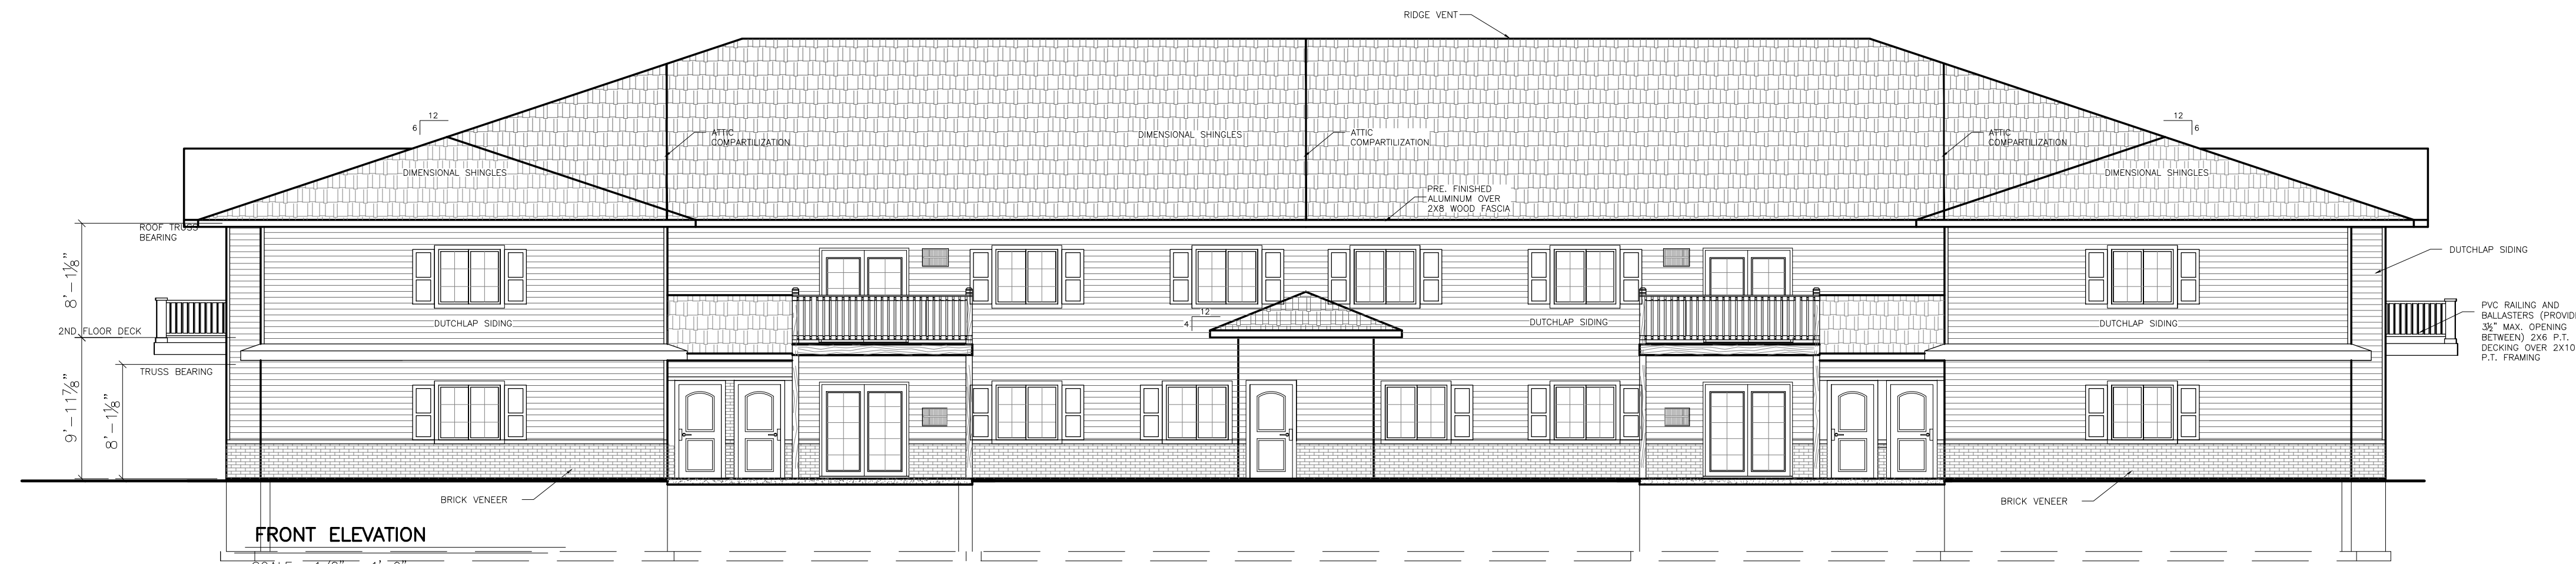 RIDGE VENT
12
6
12
6
ATTIC
COMPARTILIZATION
DIMENSIONAL SHINGLES
ATTIC
COMPARTILIZATION
ATTIC
COMPARTILIZATION
DIMENSIONAL SHINGLES
DIMENSIONAL SHINGLES
PRE. FINISHED
ALUMINUM OVER
2X8 WOOD FASCIA
ROOF TRUSS
BEARING
8'-1⅛"
DUTCHLAP SIDING
2ND FLOOR DECK
DUTCHLAP SIDING
12
4
DUTCHLAP SIDING
DUTCHLAP SIDING
PVC RAILING AND
BALLASTERS (PROVID
3½" MAX. OPENING
BETWEEN) 2X6 P.T.
DECKING OVER 2X10
P.T. FRAMING
TRUSS BEARING
9'-11⅞"
8'-1⅛"
BRICK VENEER
BRICK VENEER
FRONT ELEVATION